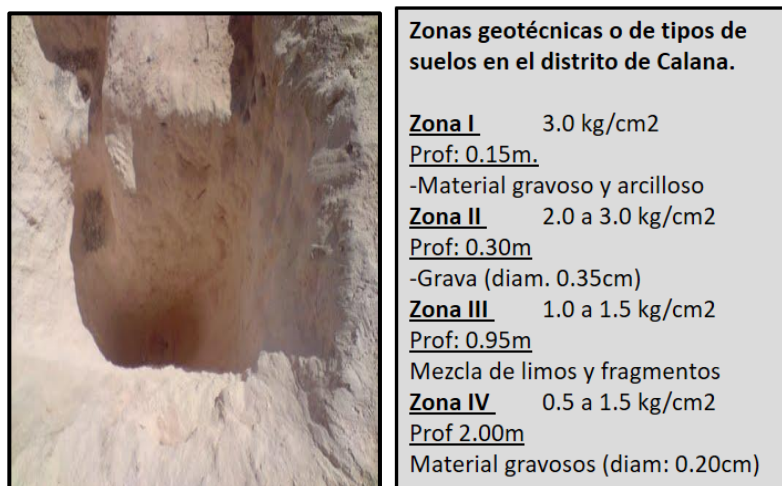 Zonas geotécnicas o de tipos de
suelos en el distrito de Calana.
Zona I 3.0 kg/cm2
Prof: 0.15m.
-Material gravoso y arcilloso
Zona II 2.0 a 3.0 kg/cm2
Prof: 0.30m
-Grava (diam. 0.35cm)
Zona III 1.0 a 1.5 kg/cm2
Prof: 0.95m
Mezcla de limos y fragmentos
Zona IV 0.5 a 1.5 kg/cm2
Prof 2.00m
Material gravosos (diam: 0.20cm)